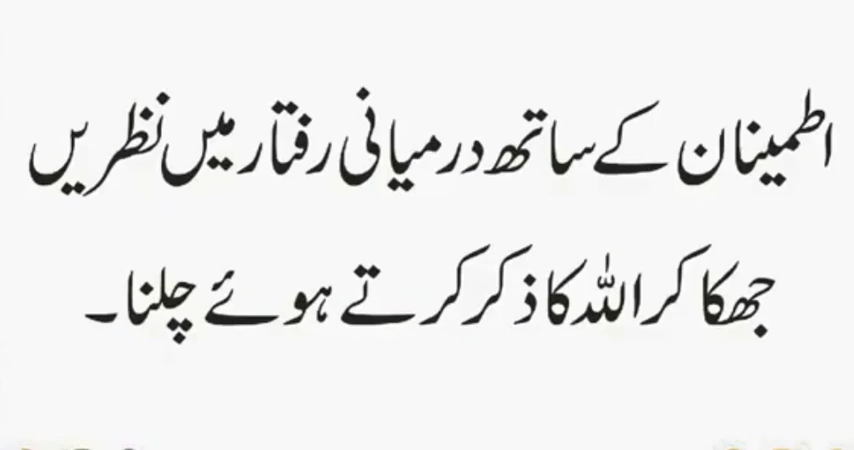 اطمینان کے ساتھ درمیانی رفتار میں نظریں
جھکا کر اللہ کا ذکر کرتے ہوئے چلنا۔